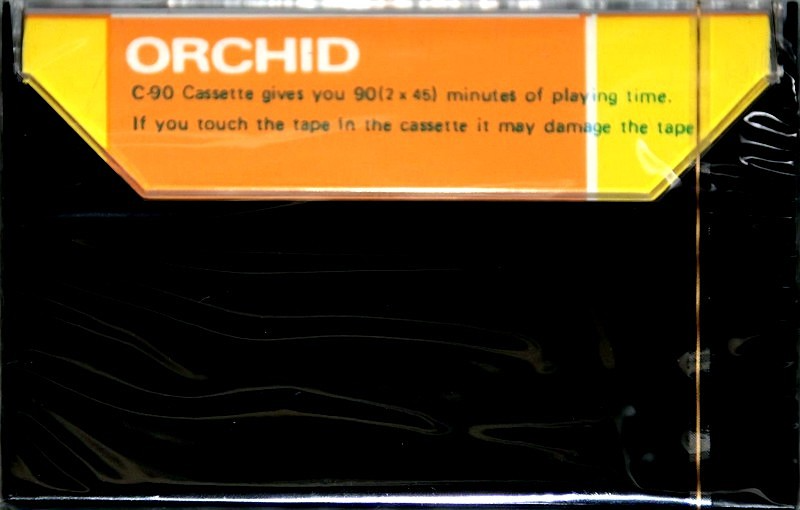 ORCHID
C-90 Cassette gives you 90(2 x 45) minutes of playing time.
If you touch the tape in the cassette it may damage the tape